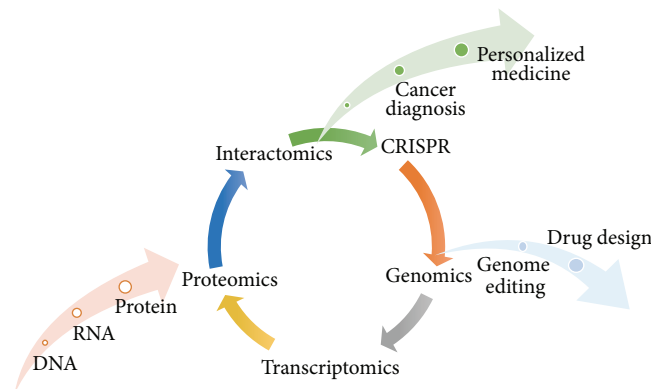 Personalized
medicine
Cancer
diagnosis
Interactomics
CRISPR
Drug design
Genome
editing
Proteomics
Genomics
Protein
RNA
DNA
Transcriptomics